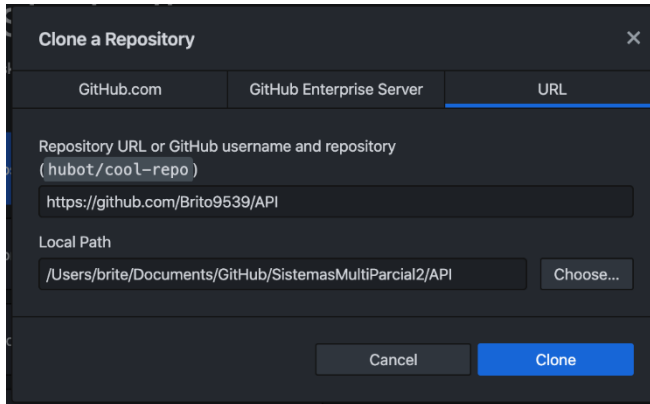 Clone a Repository
GitHub.com
GitHub Enterprise Server
URL
Repository URL or GitHub username and repository
(hubot/cool-repo)
https://github.com/Brito9539/API
Local Path
/Users/brite/Documents/GitHub/SistemasMultiParcial2/API
Choose...
Cancel
Clone